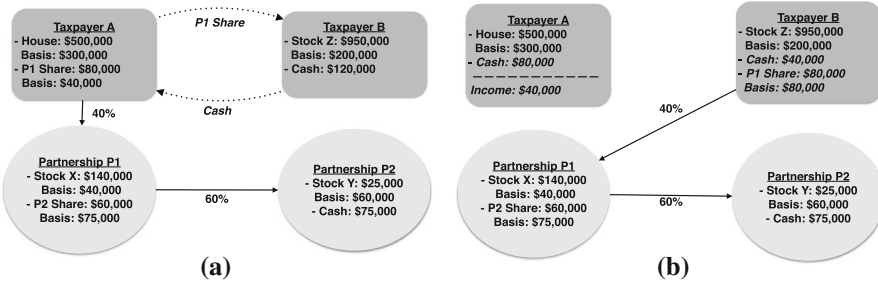 Taxpayer A
- House: $500,000
Basis: $300,000
- P1 Share: $80,000
Basis: $40,000
P1 Share
Cash
Taxpayer B
- Stock Z: $950,000
Basis: $200,000
- Cash: $120,000
40%
Partnership P1
- Stock X: $140,000
Basis: $40,000
- P2 Share: $60,000
Basis: $75,000
60%
Partnership P2
- Stock Y: $25,000
Basis: $60,000
- Cash: $75,000
(a)
Taxpayer A
- House: $500,000
Basis: $300,000
- Cash: $80,000
Income: $40,000
Taxpayer B
- Stock Z: $950,000
Basis: $200,000
- Cash: $40,000
- P1 Share: $80,000
Basis: $80,000
40%
Partnership P1
- Stock X: $140,000
Basis: $40,000
- P2 Share: $60,000
Basis: $75,000
60%
Partnership P2
- Stock Y: $25,000
Basis: $60,000
- Cash: $75,000
(b)